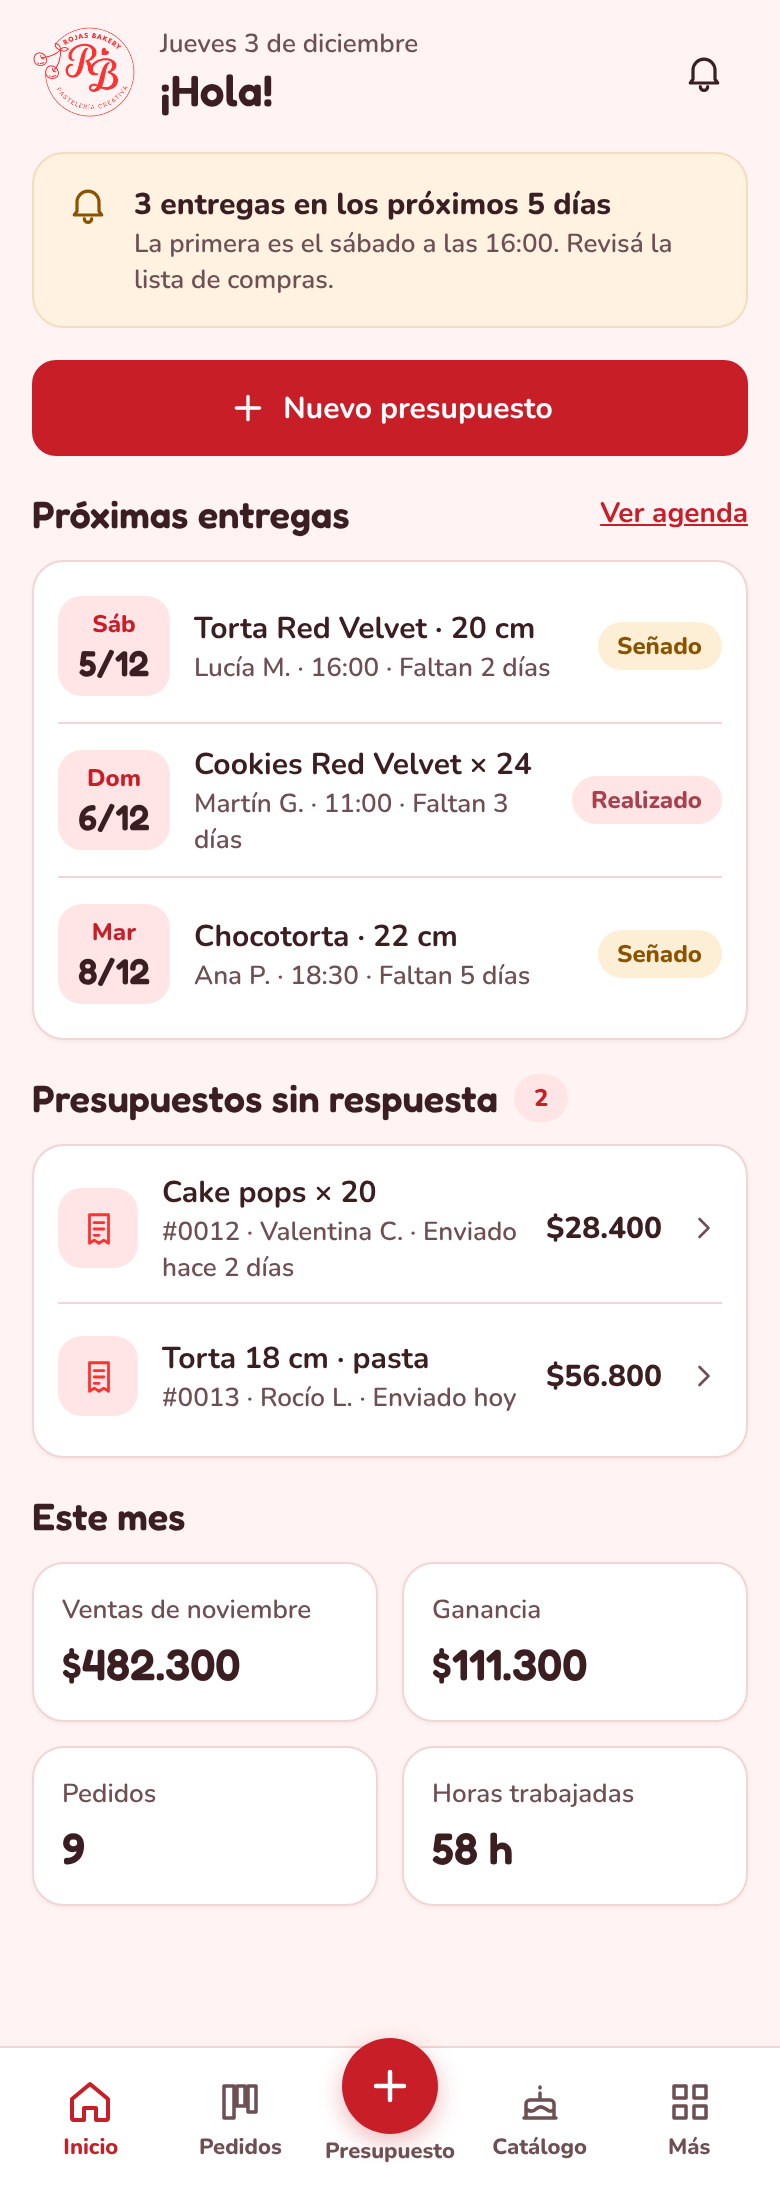 ROJAS BAKERY
RB
PASTELERÍA CREATIVA
Jueves 3 de diciembre
¡Hola!
3 entregas en los próximos 5 días
La primera es el sábado a las 16:00. Revisá la
lista de compras.
Nuevo presupuesto
Próximas entregas
Ver agenda
Sáb
5/12
Torta Red Velvet · 20 cm
Lucía M. · 16:00 · Faltan 2 días
Señado
Dom
6/12
Cookies Red Velvet × 24
Martín G. · 11:00 · Faltan 3
días
Realizado
Mar
8/12
Chocotorta · 22 cm
Ana P. · 18:30 · Faltan 5 días
Señado
Presupuestos sin respuesta
2
Cake pops × 20
#0012 · Valentina C. · Enviado
hace 2 días
$28.400
Torta 18 cm · pasta
#0013 · Rocío L. · Enviado hoy
$56.800
Este mes
Ventas de noviembre
$482.300
Ganancia
$111.300
Pedidos
9
Horas trabajadas
58 h
Inicio
Pedidos
Presupuesto
Catálogo
Más